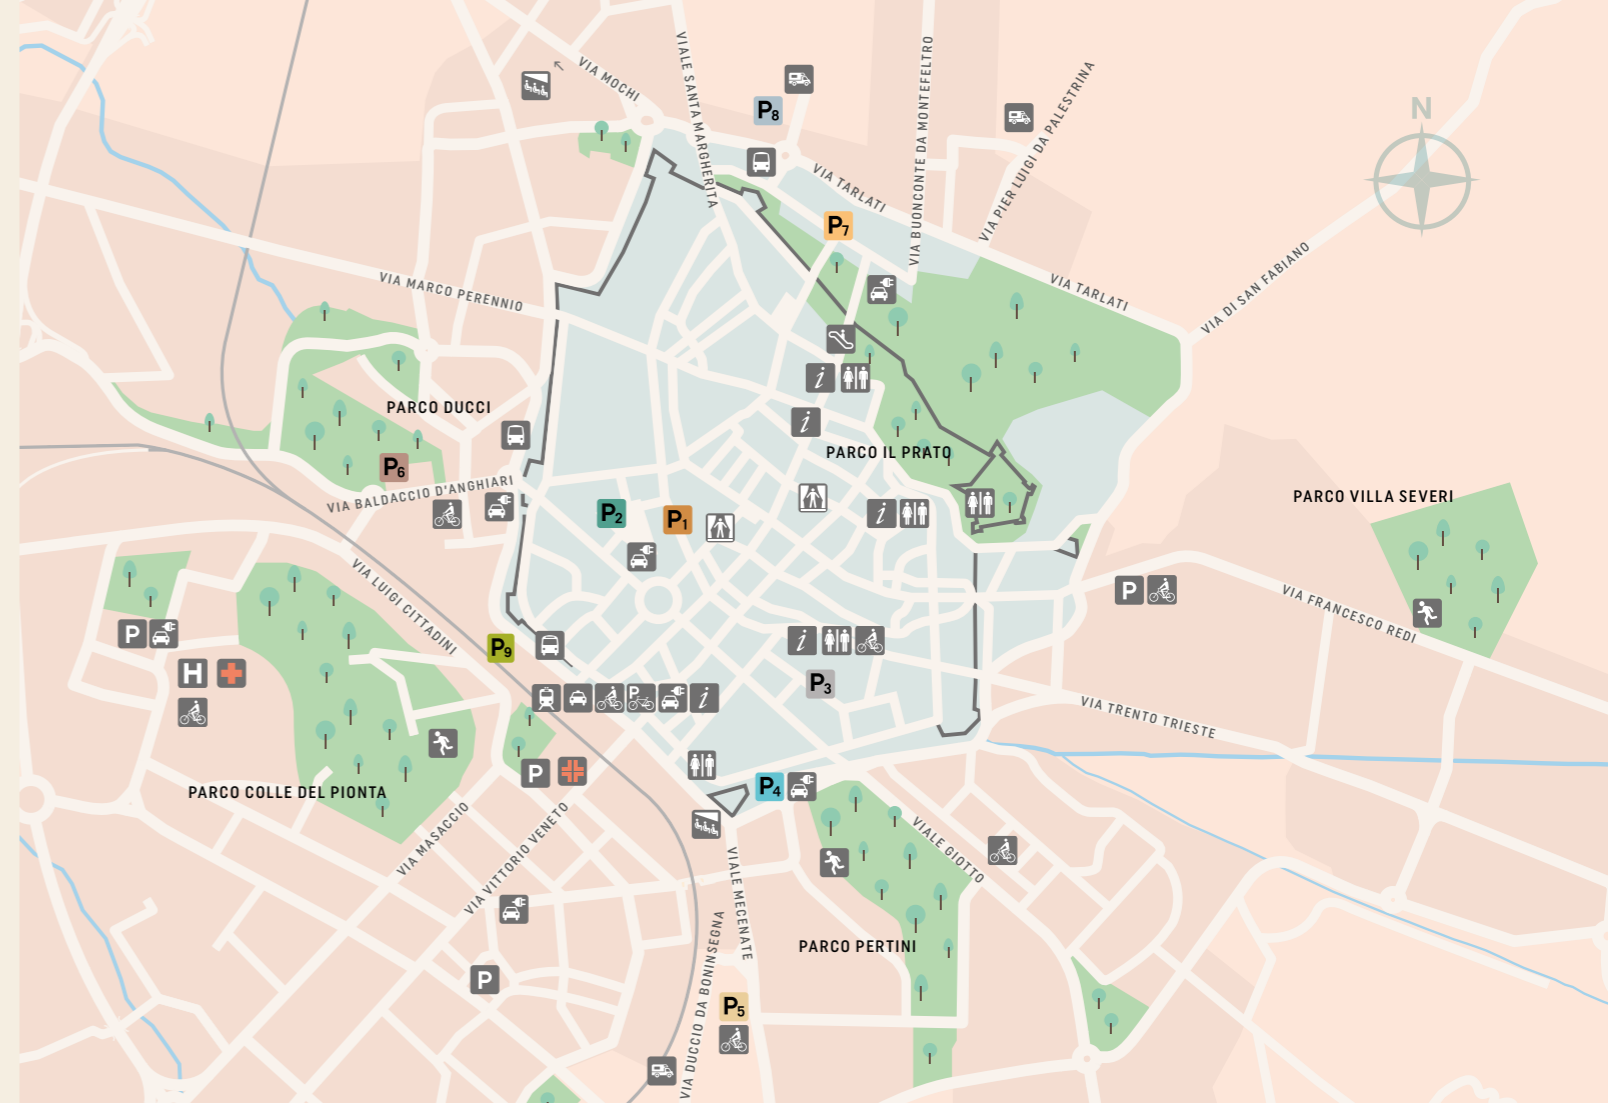 VIA MOCHI
VIALE SANTA MARGHERITA
P8
VIA BUONCONTE DA MONTEFELTRO
VIA PIER LUIGI DA PALESTRINA
N
VIA TARLATI
P7
VIA DI SAN FABIANO
VIA TARLATI
VIA MARCO PERENNIO
i
PARCO DUCCI
i
PARCO IL PRATO
P6
VIA BALDACCIO D'ANGHIARI
PARCO VILLA SEVERI
P2
P1
i
VIA LUIGI CITTADINI
P
VIA FRANCESCO REDI
P
P9
i
H
P3
P
i
VIA TRENTO TRIESTE
P
P4
PARCO COLLE DEL PIONTA
VIA MASACCIO
VIA VITTORIO VENETO
VIALE MECENATE
VIALE GIOTTO
PARCO PERTINI
P
VIA DUCCIO DA BONINSEGNA
P5